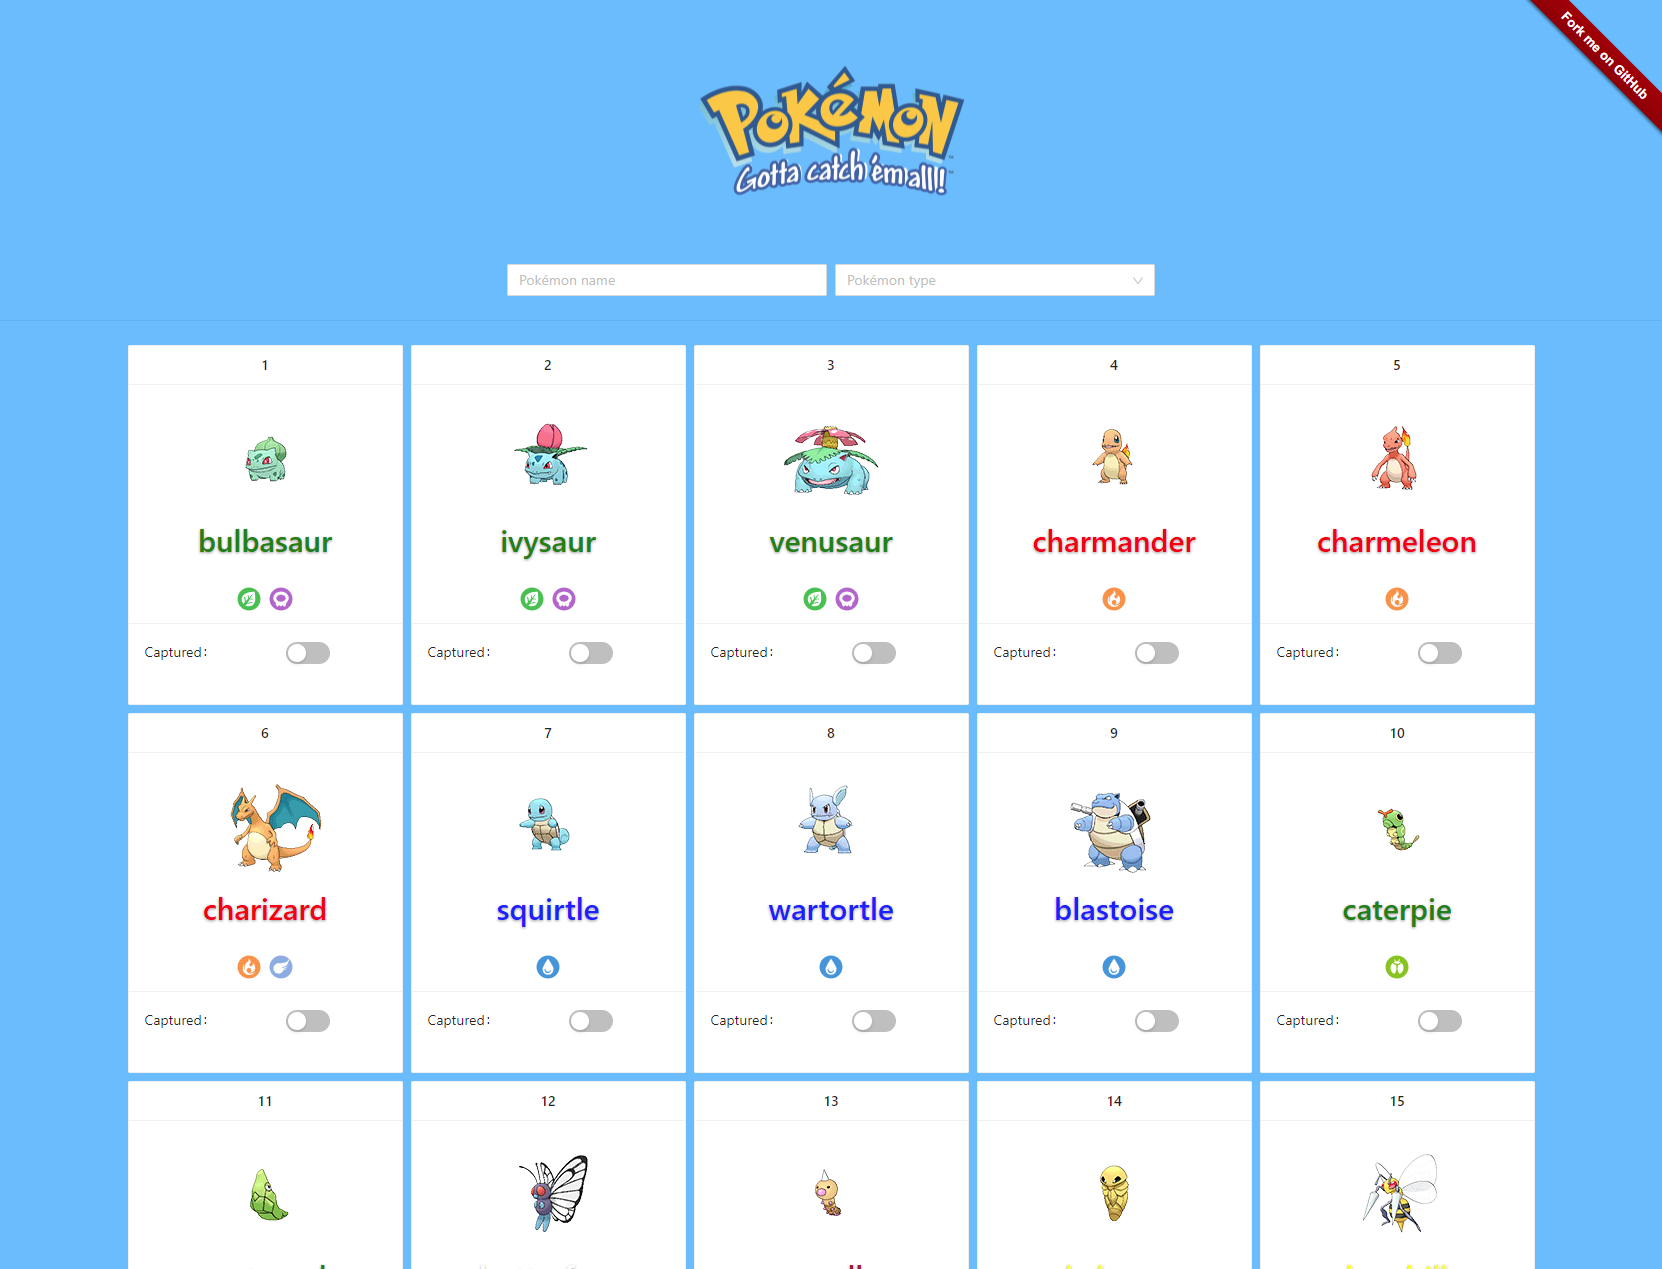 Fork me on GitHub
POKéMON
Gotta catch 'em all!
Pokémon name
Pokémon type
1
2
3
4
5
bulbasaur
ivysaur
venusaur
charmander
charmeleon
Captured:
Captured:
Captured:
Captured:
Captured:
6
7
8
9
10
charizard
squirtle
wartortle
blastoise
caterpie
Captured:
Captured:
Captured:
Captured:
Captured:
11
12
13
14
15